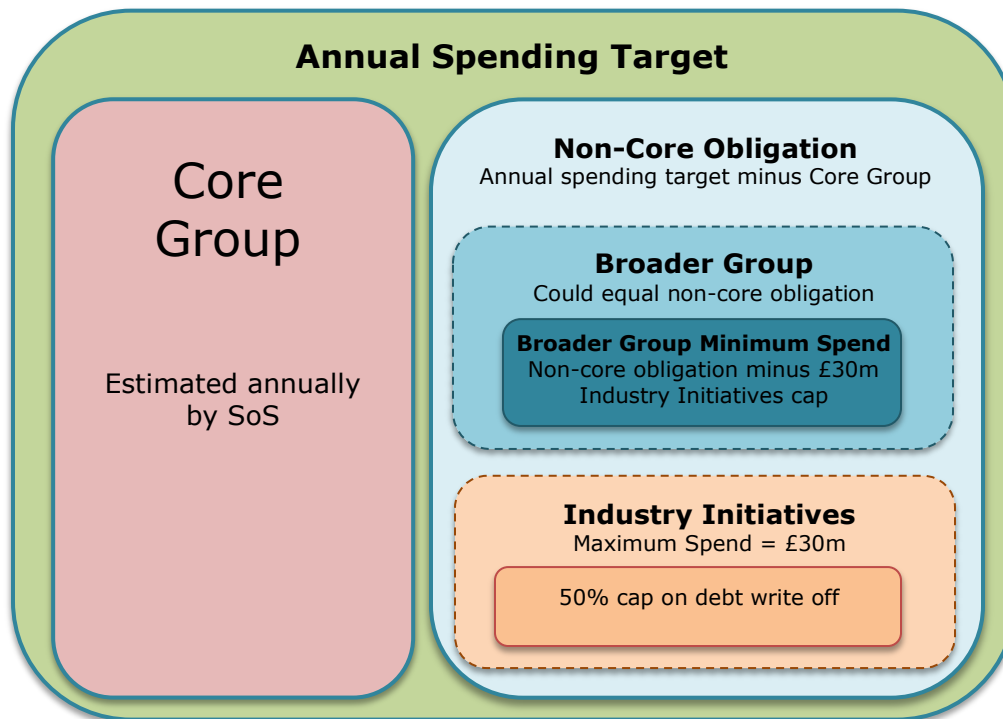 Annual Spending Target
Core
Group
Estimated annually
by SoS
Non-Core Obligation
Annual spending target minus Core Group
Broader Group
Could equal non-core obligation
Broader Group Minimum Spend
Non-core obligation minus £30m
Industry Initiatives cap
Industry Initiatives
Maximum Spend = £30m
50% cap on debt write off